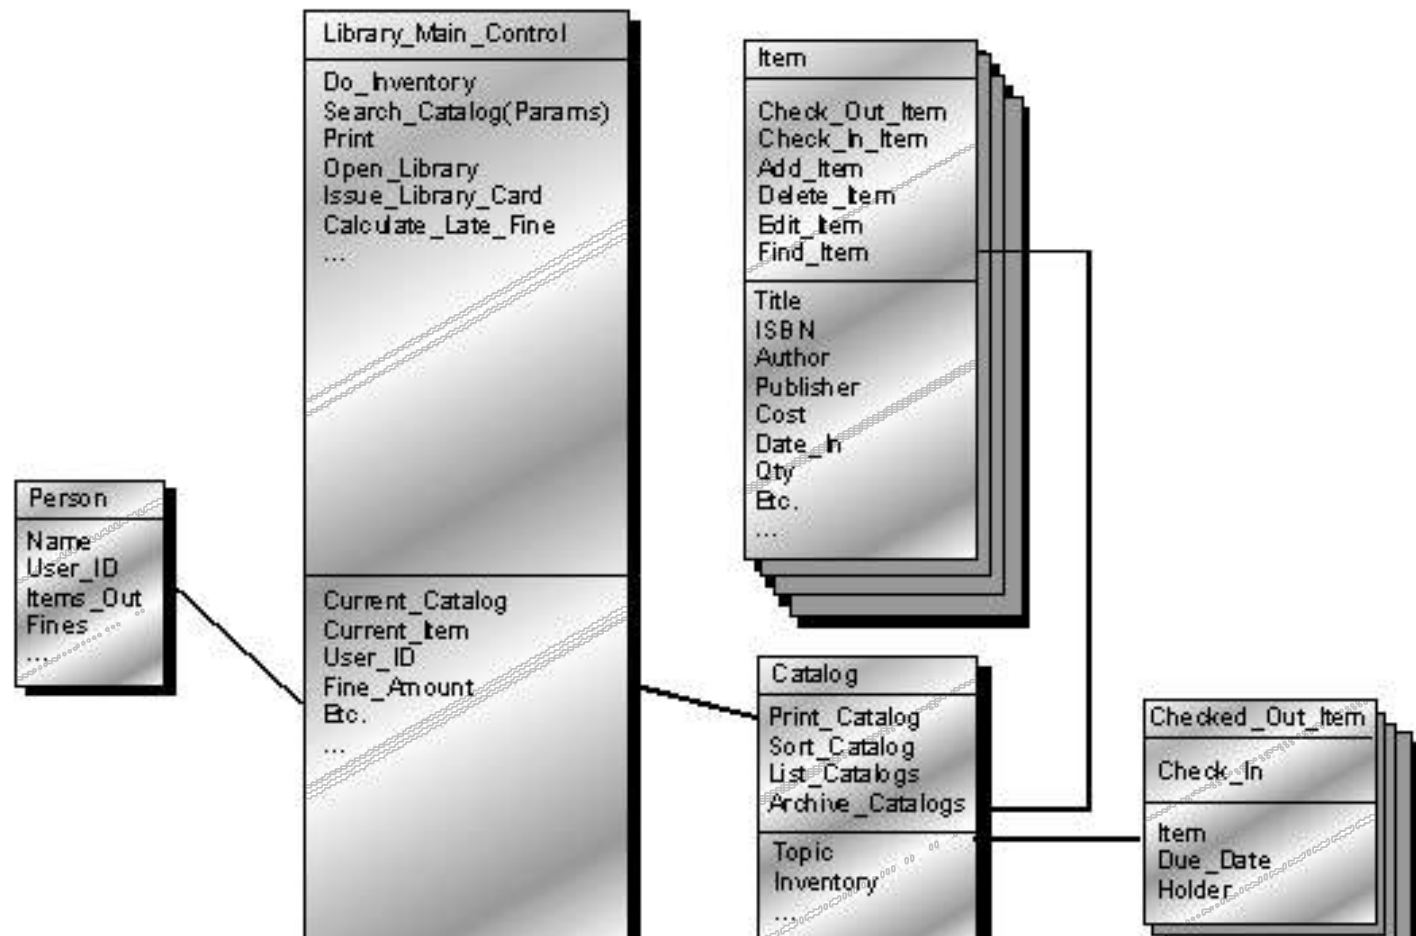 Library_Main_Control
Do_Inventory
Search_Catalog(Params)
Print
Open_Library
Issue_Library_Card
Calculate_Late_Fine
...
Current_Catalog
Current_Item
User_ID
Fine_Amount
Etc.
...
Item
Check_Out_Item
Check_In_Item
Add_Item
Delete_Item
Edit_Item
Find_Item
Title
ISBN
Author
Publisher
Cost
Date_In
Qty
Etc.
...
Person
Name
User_ID
Items_Out
Fines
...
Catalog
Print_Catalog
Sort_Catalog
List_Catalogs
Archive_Catalogs
Topic
Inventory
...
Checked_Out_Item
Check_In
Item
Due_Date
Holder